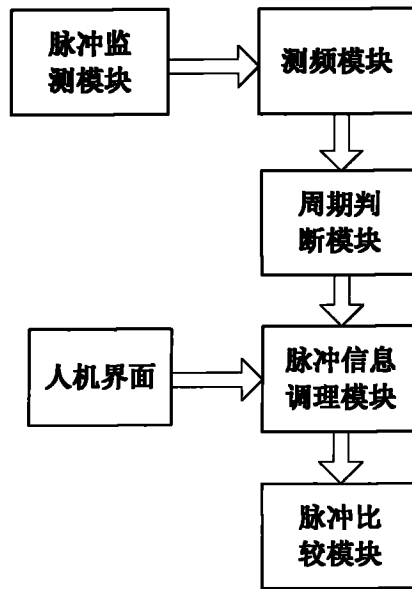 脉冲监
测模块
测频模块
周期判
断模块
人机界面
脉冲信息
调理模块
脉冲比
较模块